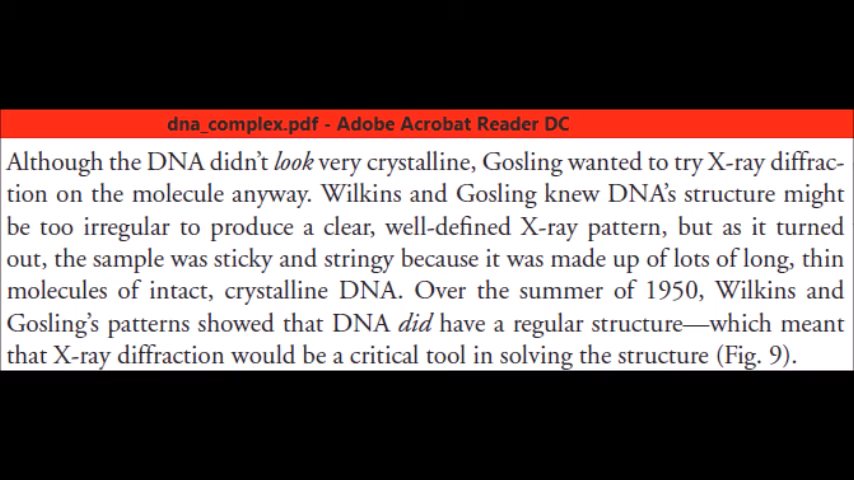 dna_complex.pdf - Adobe Acrobat Reader DC
Although the DNA didn't look very crystalline, Gosling wanted to try X-ray diffrac-
tion on the molecule anyway. Wilkins and Gosling knew DNA's structure might
be too irregular to produce a clear, well-defined X-ray pattern, but as it turned
out, the sample was sticky and stringy because it was made up of lots of long, thin
molecules of intact, crystalline DNA. Over the summer of 1950, Wilkins and
Gosling's patterns showed that DNA did have a regular structure—which meant
that X-ray diffraction would be a critical tool in solving the structure (Fig. 9).